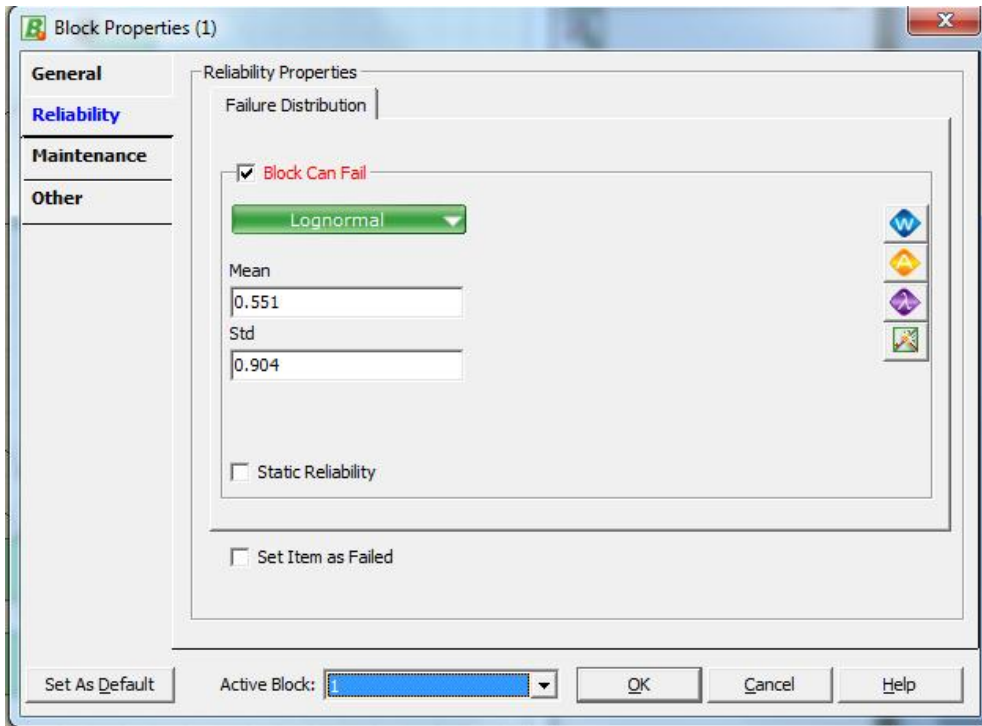 Block Properties (1)
General
Reliability
Maintenance
Other
Reliability Properties
Failure Distribution
Block Can Fail
Lognormal
Mean
0.551
Std
0.904
W
A
λ
Static Reliability
Set Item as Failed
Set As Default
Active Block: 1
OK
Cancel
Help